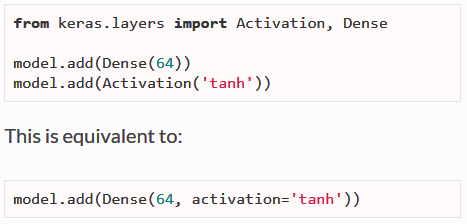 from keras.layers import Activation, Dense
model.add(Dense(64))
model.add(Activation('tanh'))
This is equivalent to:
model.add(Dense(64, activation='tanh'))